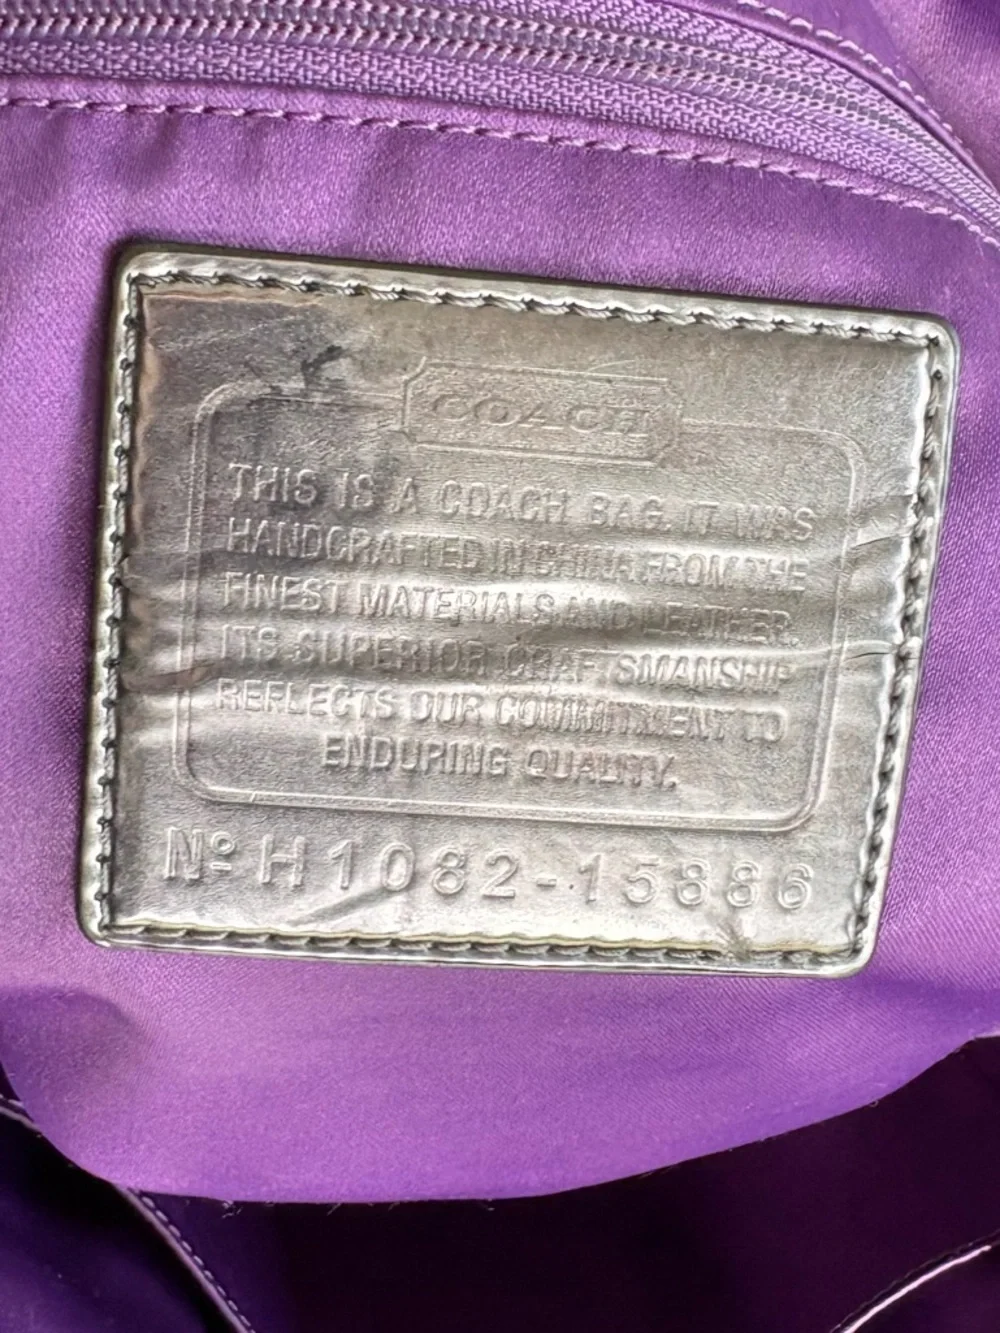 COACH
THIS IS A COACH BAG. IT WAS
HANDCRAFTED IN CHINA FROM THE
FINEST MATERIALS AND LEATHER.
ITS SUPERIOR CRAFTSMANSHIP
REFLECTS OUR COMMITMENT TO
ENDURING QUALITY.
Nº H1082-15886